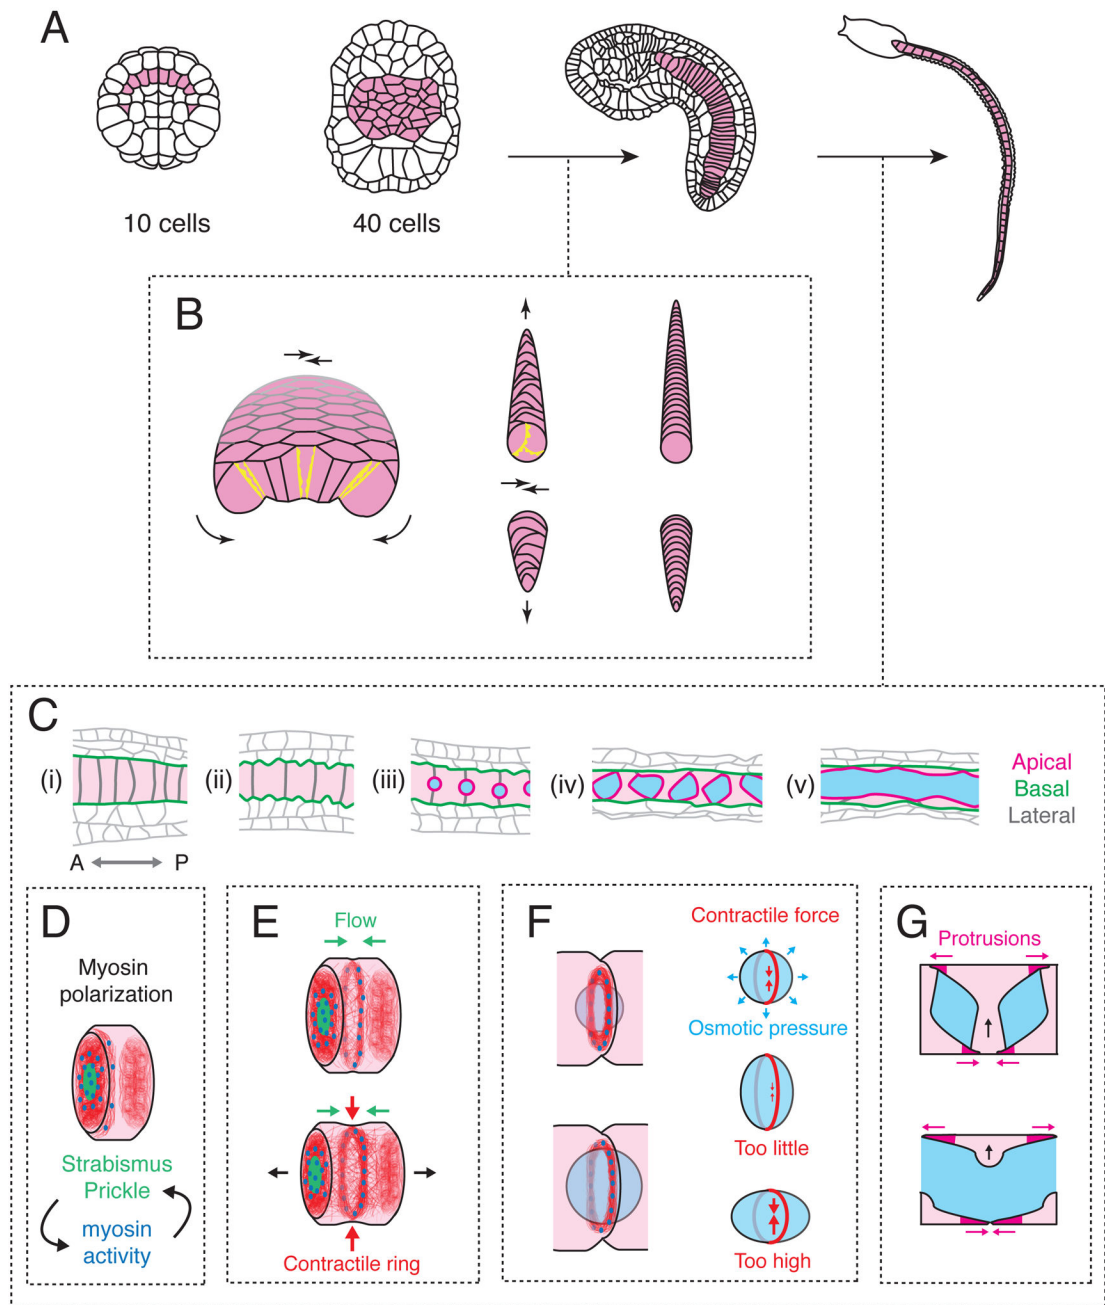 A
10 cells
40 cells
B
C
(i)
(ii)
(iii)
(iv)
(v)
Apical
Basal
Lateral
A
P
D
Myosin
polarization
Strabismus
Prickle
myosin
activity
E
Flow
Contractile ring
F
Contractile force
Osmotic pressure
Too little
Too high
G
Protrusions